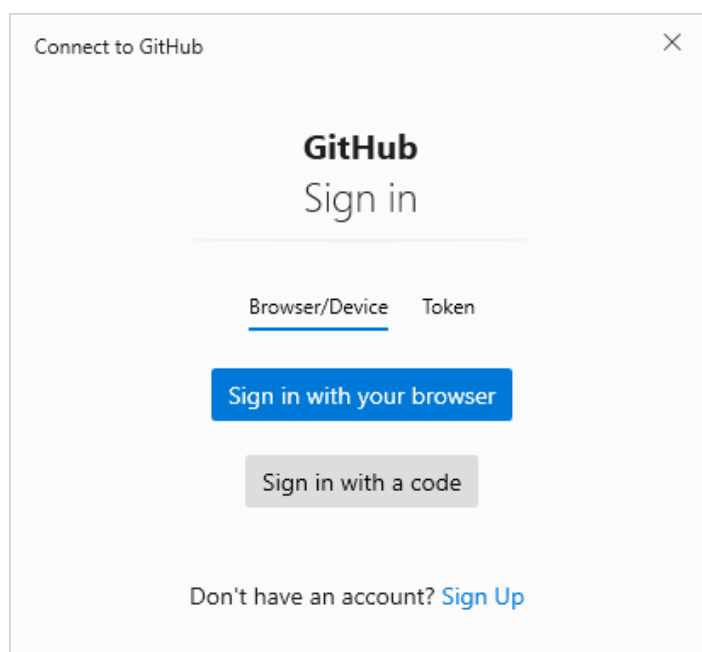 Connect to GitHub
GitHub
Sign in
Browser/Device Token
Sign in with your browser
Sign in with a code
Don't have an account? Sign Up